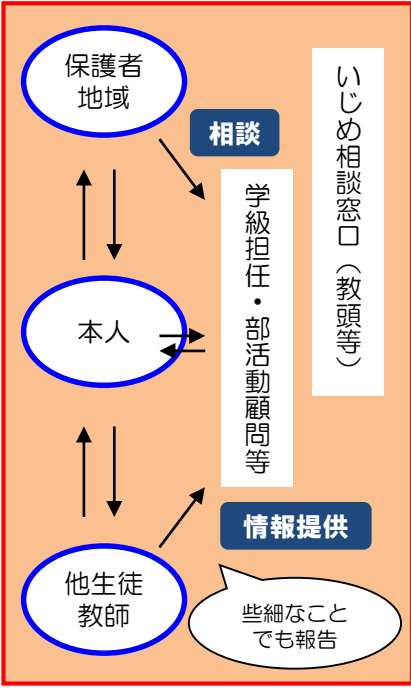 保護者
地域
相談
いじめ相談窓口（教頭等）
学級担任・部活動顧問等
本人
情報提供
他生徒
教師
些細なこと
でも報告